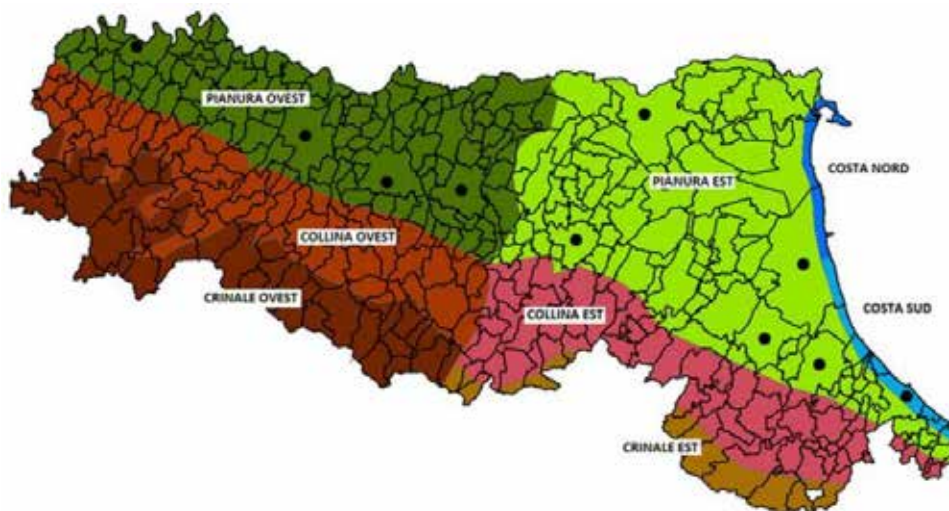 PIANURA OVEST
COSTA NORD
PIANURA EST
COLLINA OVEST
CRINALE OVEST
COSTA SUD
COLLINA EST
CRINALE EST